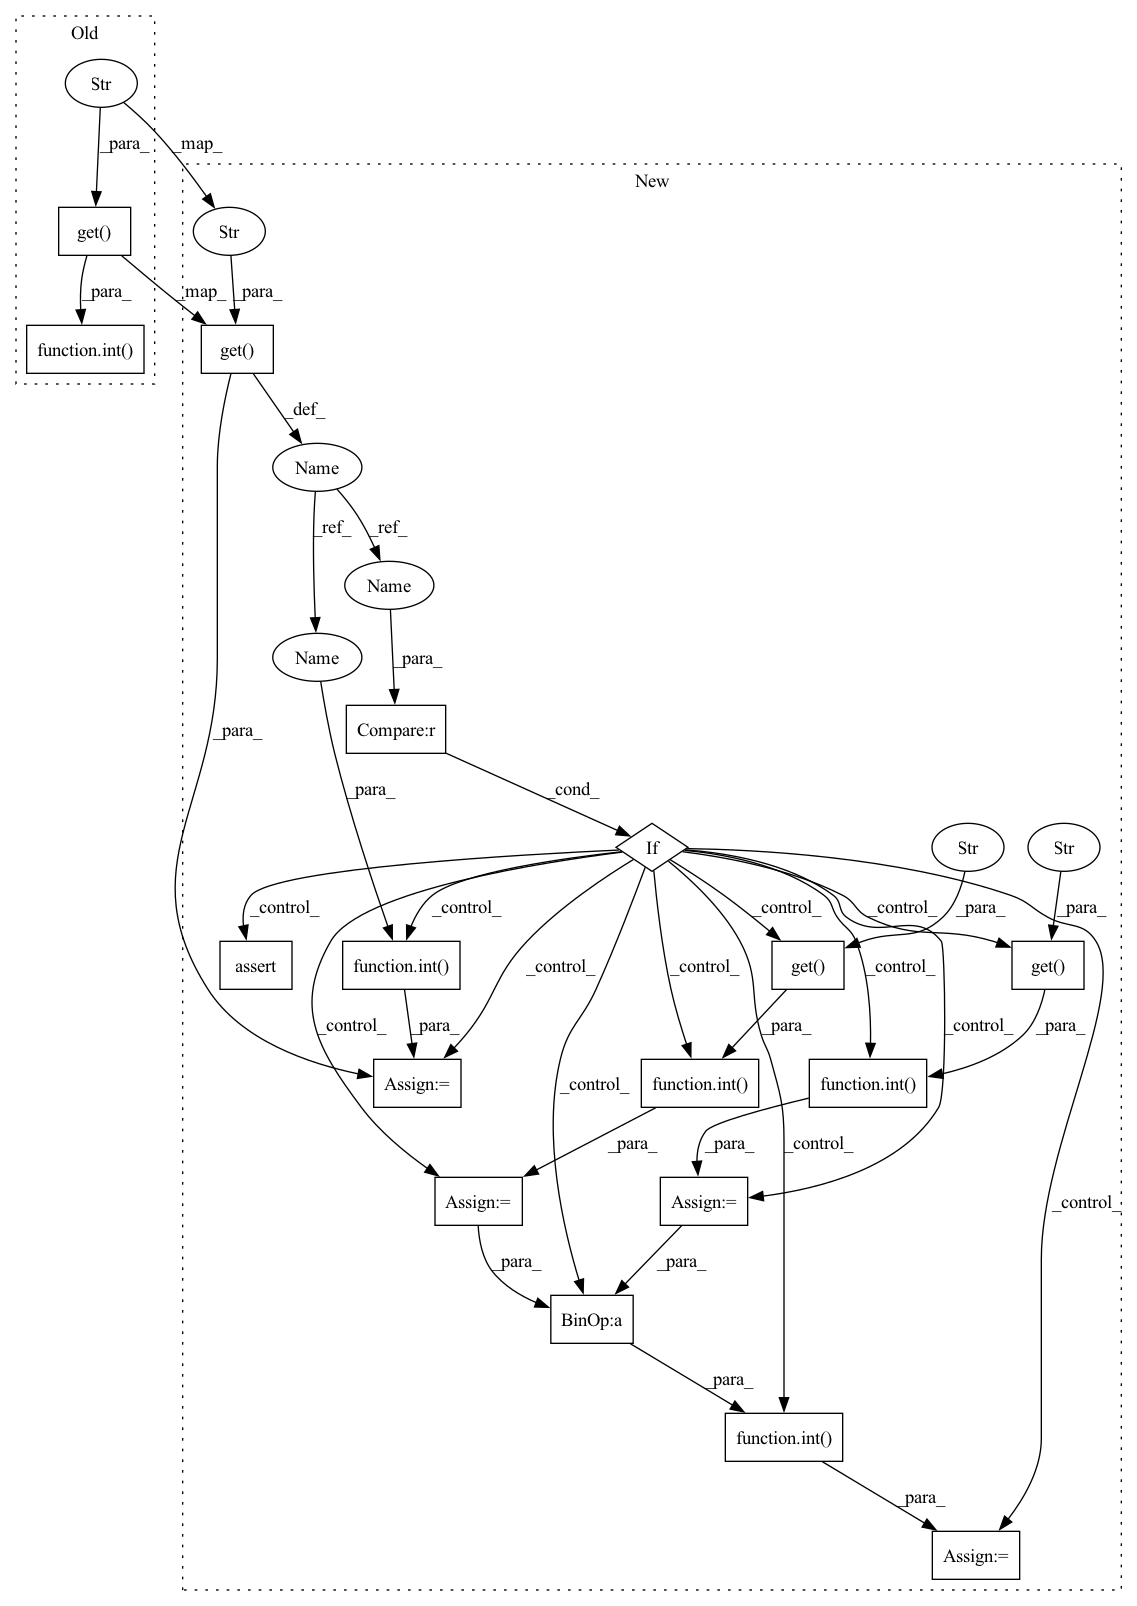 Old
Str
_para_
_map_
New
get()
Str
_para_
_map_
_para_
function.int()
get()
_def_
Name
_ref_
_ref_
Name
Name
_para_
_para_
Compare:r
_para_
_cond_
If
Str
Str
_control_
_control_
_control_
_para_
_control_
_para_
assert
function.int()
get()
get()
_control_
_control_
_control_
_control_
_para_
_para_
_control_
_para_
Assign:=
function.int()
function.int()
_control_
_para_
_para_
_control_
Assign:=
Assign:=
_control_
_para_
_para_
BinOp:a
_para_
function.int()
_para_
Assign:=